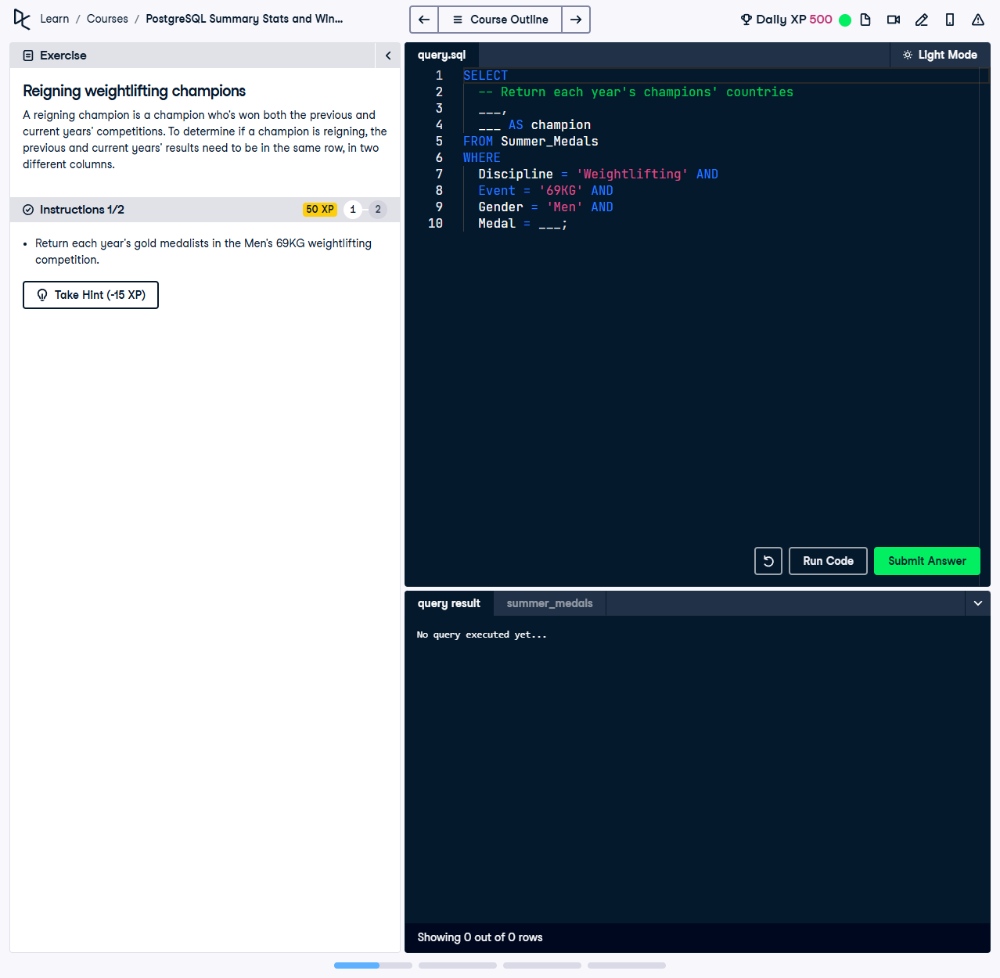 Learn / Courses / PostgreSQL Summary Stats and Win...
Course Outline
Daily XP 500
Exercise
Reigning weightlifting champions
A reigning champion is a champion who's won both the previous and
current years' competitions. To determine if a champion is reigning, the
previous and current years' results need to be in the same row, in two
different columns.
Instructions 1/2
50 XP
1
2
• Return each year's gold medalists in the Men's 69KG weightlifting
competition.
Take Hint (-15 XP)
query.sql
Light Mode
1 SELECT
2 -- Return each year's champions' countries
3 ___,
4 ___ AS champion
5 FROM Summer_Medals
6 WHERE
7 Discipline = 'Weightlifting' AND
8 Event = '69KG' AND
9 Gender = 'Men' AND
10 Medal = ___;
Run Code
Submit Answer
query result
summer_medals
No query executed yet...
Showing 0 out of 0 rows